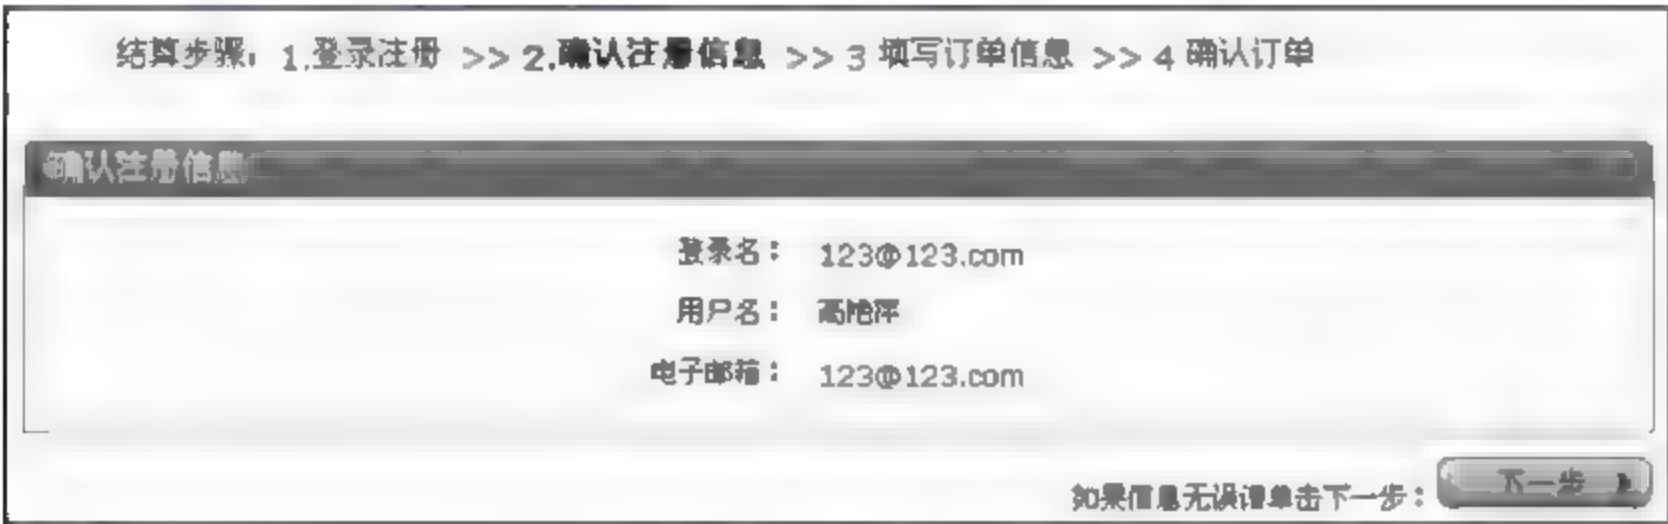 结算步骤: 1.登录注册 >> 2.确认注册信息 >> 3 填写订单信息 >> 4 确认订单
确认注册信息
登录名: 123@123.com
用户名: 高艳萍
电子邮箱: 123@123.com
如果信息无误请单击下一步: 下一步